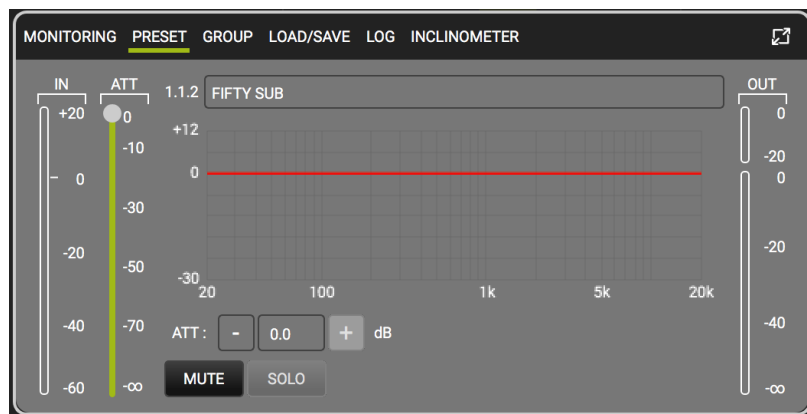 MONITORING PRESET GROUP LOAD/SAVE LOG INCLINOMETER
IN ATT 1.1.2 FIFTY SUB OUT
+20 0 +12 0
-10 -20
0 0 0
-30
-20 -50 -30 -20
20 100 1k 5k 20k
-40 -70 ATT : - 0.0 + dB -40
-60 -∞ MUTE SOLO -∞